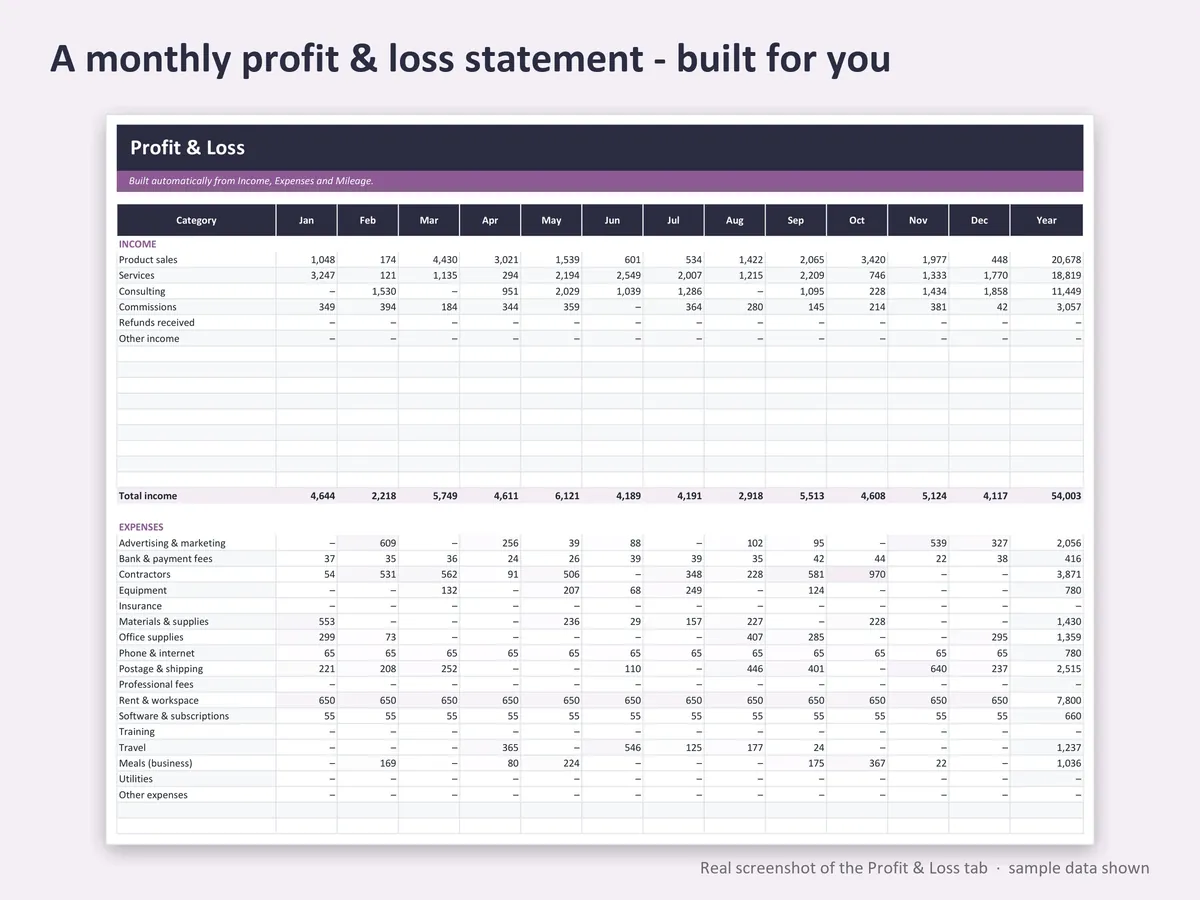 A monthly profit & loss statement - built for you
Profit & Loss
Built automatically from Income, Expenses and Mileage.
Category Jan Feb Mar Apr May Jun Jul Aug Sep Oct Nov Dec Year
INCOME
Product sales 1,048 174 4,430 3,021 1,539 601 534 1,422 2,065 3,420 1,977 448 20,678
Services 3,247 121 1,135 294 2,194 2,549 2,007 1,215 2,209 746 1,333 1,770 18,819
Consulting – 1,530 – 951 2,029 1,039 1,286 – 1,095 228 1,434 1,858 11,449
Commissions 349 394 184 344 359 – 364 280 145 214 381 42 3,057
Refunds received – – – – – – – – – – – – –
Other income – – – – – – – – – – – – –
Total income 4,644 2,218 5,749 4,611 6,121 4,189 4,191 2,918 5,513 4,608 5,124 4,117 54,003
EXPENSES
Advertising & marketing – 609 – 256 39 88 – 102 95 – 539 327 2,056
Bank & payment fees 37 35 36 24 26 39 39 35 42 44 22 38 416
Contractors 54 531 562 91 506 – 348 228 581 970 – – 3,871
Equipment – – 132 – 207 68 249 – 124 – – – 780
Insurance – – – – – – – – – – – – –
Materials & supplies 553 – – – 236 29 157 227 – 228 – – 1,430
Office supplies 299 73 – – – – – 407 285 – – 295 1,359
Phone & internet 65 65 65 65 65 65 65 65 65 65 65 65 780
Postage & shipping 221 208 252 – – 110 – 446 401 – 640 237 2,515
Professional fees – – – – – – – – – – – – –
Rent & workspace 650 650 650 650 650 650 650 650 650 650 650 650 7,800
Software & subscriptions 55 55 55 55 55 55 55 55 55 55 55 55 660
Training – – – – – – – – – – – – –
Travel – – – 365 – 546 125 177 24 – – – 1,237
Meals (business) – 169 – 80 224 – – – 175 367 22 – 1,036
Utilities – – – – – – – – – – – – –
Other expenses – – – – – – – – – – – – –
Real screenshot of the Profit & Loss tab · sample data shown